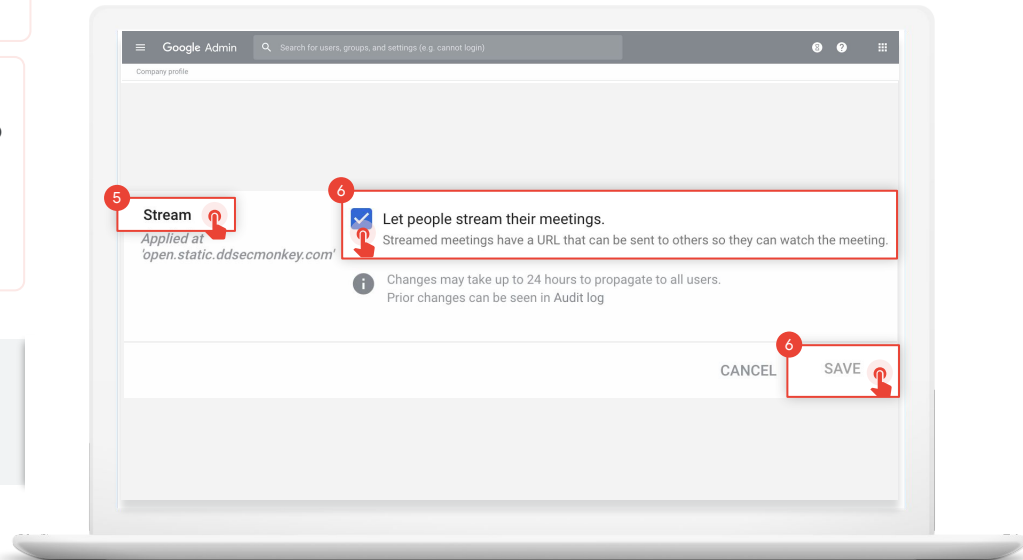 Google Admin
Search for users, groups, and settings (e.g. cannot login)
8
?
Company profile
5
Stream
Applied at
'open.static.ddsecmonkey.com'
6
Let people stream their meetings.
Streamed meetings have a URL that can be sent to others so they can watch the meeting.
i
Changes may take up to 24 hours to propagate to all users.
Prior changes can be seen in Audit log
6
CANCEL
SAVE